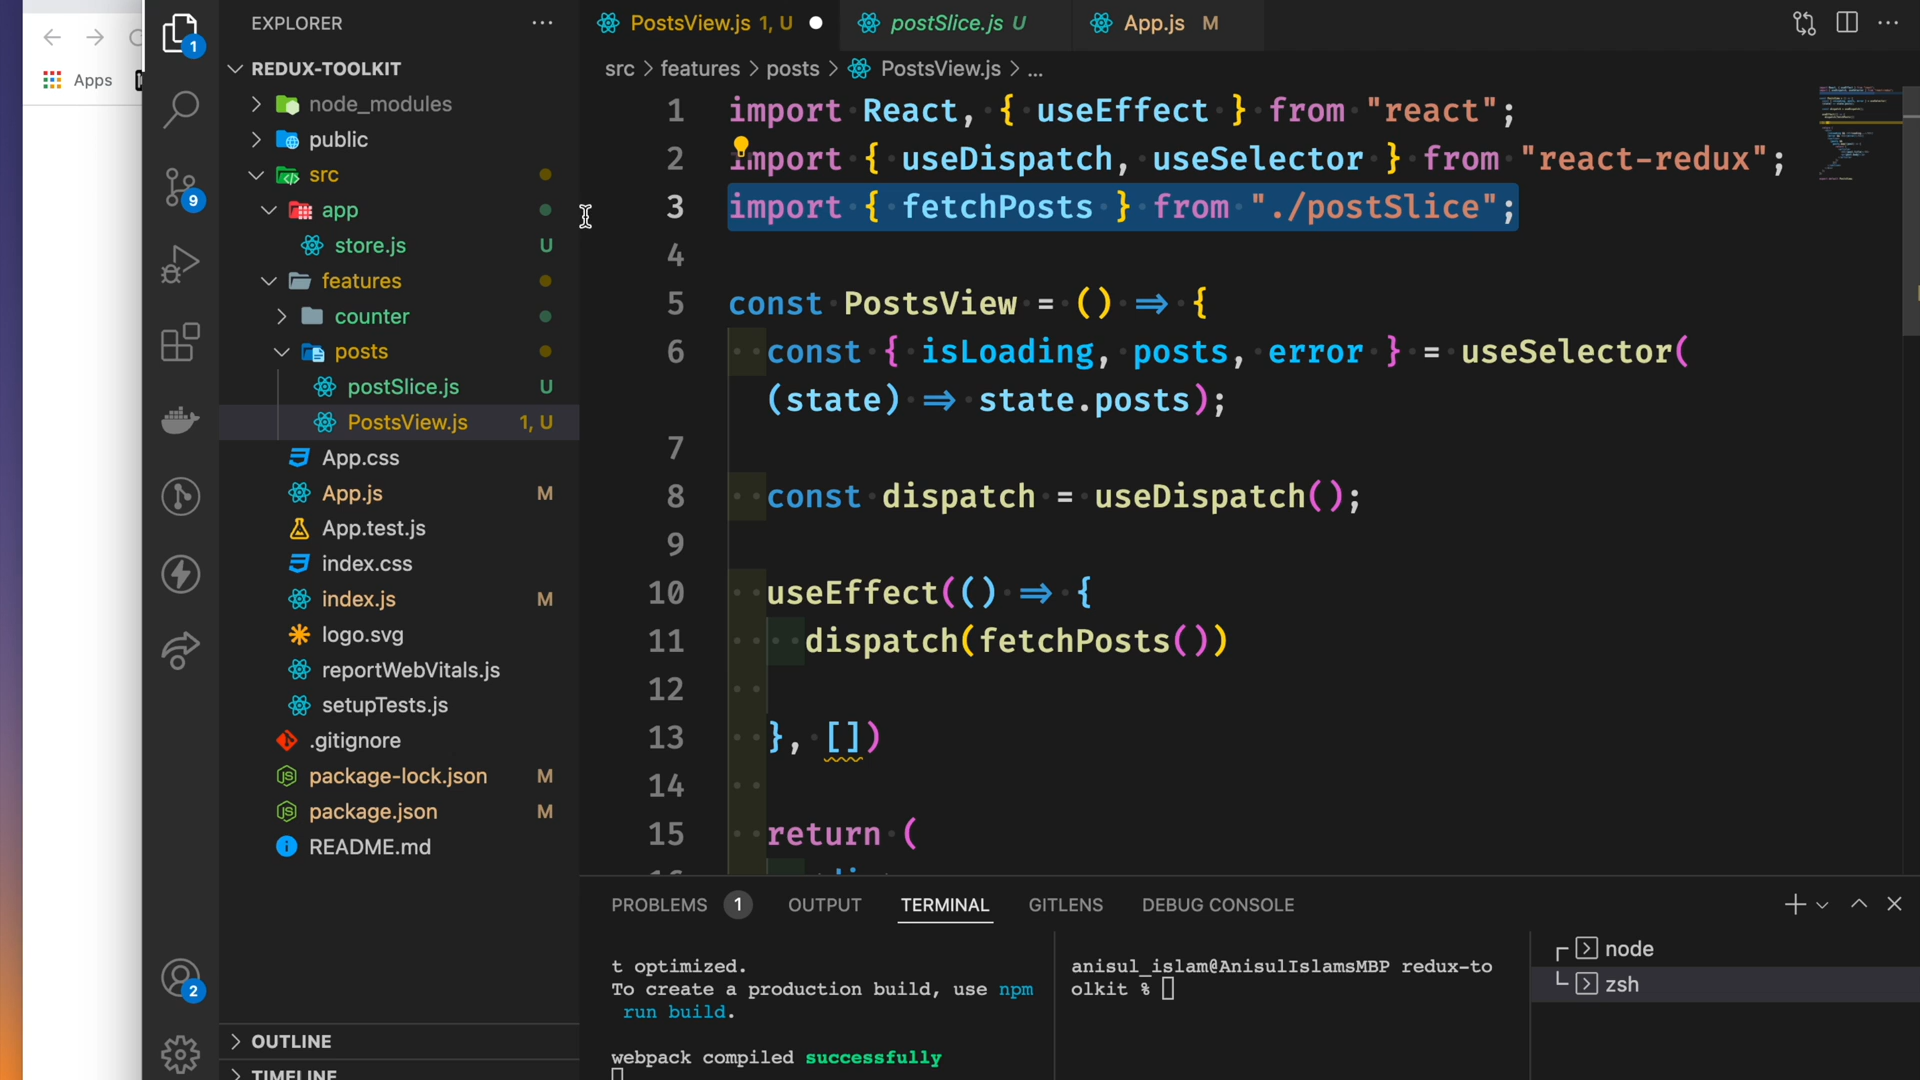 Apps
1
9
2
EXPLORER
REDUX-TOOLKIT
node_modules
public
src
app
store.js U
features
counter
posts
postSlice.js U
PostsView.js 1, U
App.css
App.js M
App.test.js
index.css
index.js M
logo.svg
reportWebVitals.js
setupTests.js
.gitignore
package-lock.json M
package.json M
README.md
OUTLINE
TIMELINE
PostsView.js 1, U
postSlice.js U
App.js M
src > features > posts > PostsView.js > ...
1 import React, { useEffect } from "react";
2 import { useDispatch, useSelector } from "react-redux";
3 import { fetchPosts } from "./postSlice";
4
5 const PostsView = () => {
6 const { isLoading, posts, error } = useSelector(
(state) => state.posts);
7
8 const dispatch = useDispatch();
9
10 useEffect(() => {
11 dispatch(fetchPosts())
12
13 }, [])
14
15 return (
PROBLEMS 1 OUTPUT TERMINAL GITLENS DEBUG CONSOLE
t optimized.
To create a production build, use npm
run build.
webpack compiled successfully
anisul_islam@AnisulIslamsMBP redux-to
olkit %
node
zsh